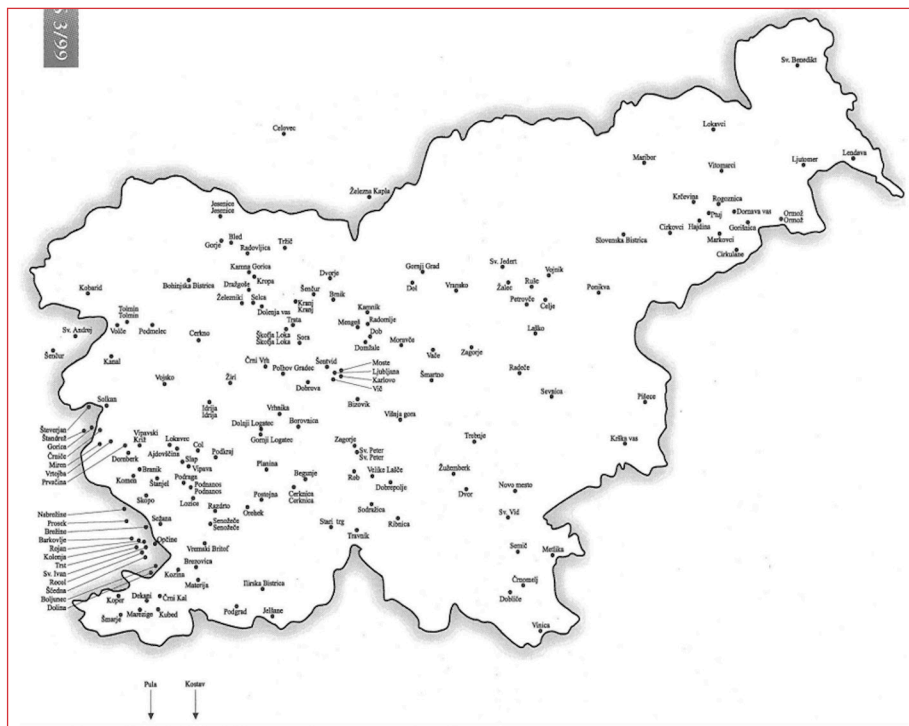 S 3/99
Sv. Benedikt
Celovec
Lokavci
Maribor
Vitomarci
Ljutomer
Lendava
Železna Kapla
Jesenice
Jesenice
Krčevina
Rogoznica
Ptuj
Dornava vas
Ormož
Ormož
Hajdina
Gorišnica
Slovenska Bistrica
Cirkovci
Markovci
Cirkulane
Gorje
Bled
Radovljica
Tržič
Kamna Gorica
Kropa
Dvorje
Gornji Grad
Dol
Vransko
Sv. Jedert
Žalec
Vojnik
Ruše
Petrovče
Celje
Ponikva
Bohinjska Bistrica
Kobarid
Dražgoše
Šenčur
Brnik
Železniki
Selca
Dolenja vas
Kranj
Kranj
Kamnik
Tolmin
Tolmin
Volče
Podmelec
Sv. Andrej
Šenčur
Kanal
Cerkno
Trata
Škofja Loka
Škofja Loka
Sora
Mengeš
Radomlje
Dob
Domžale
Moravče
Vače
Zagorje
Laško
Črni Vrh
Polhov Gradec
Šentvid
Moste
Ljubljana
Karlovo
Vič
Šmartno
Radeče
Vojsko
Žiri
Dobrova
Sevnica
Pišece
Solkan
Idrija
Idrija
Vrhnika
Bizovik
Višnja gora
Števerjan
Štandrež
Gorica
Črniče
Miren
Vrtojba
Prvačina
Vipavski
Križ
Lokavec
Ajdovščina
Col
Podkraj
Dolnji Logatec
Gornji Logatec
Borovnica
Zagorje
Sv. Peter
Sv. Peter
Trebnje
Krška vas
Dornberk
Branik
Slap
Vipava
Komen
Štanjel
Podraga
Podnanos
Podnanos
Planina
Begunje
Rob
Velike Lašče
Dobrepolje
Žužemberk
Dvor
Novo mesto
Skopo
Lozice
Razdrto
Postojna
Cerknica
Cerknica
Orehek
Sodražica
Ribnica
Sv. Vid
Nabrežina
Prosek
Brežina
Barkovlje
Rojan
Kolonja
Trst
Sv. Ivan
Rocol
Ščedna
Boljunec
Dolina
Sežana
Senožeče
Senožeče
Stari trg
Travnik
Opčine
Vremski Britof
Semič
Metlika
Brezovica
Kozina
Materija
Ilirska Bistrica
Črnomelj
Dobliče
Koper
Dekani
Črni Kal
Šmarje
Marezige
Kubed
Podgrad
Jelšane
Vinica
Pula
Kostav